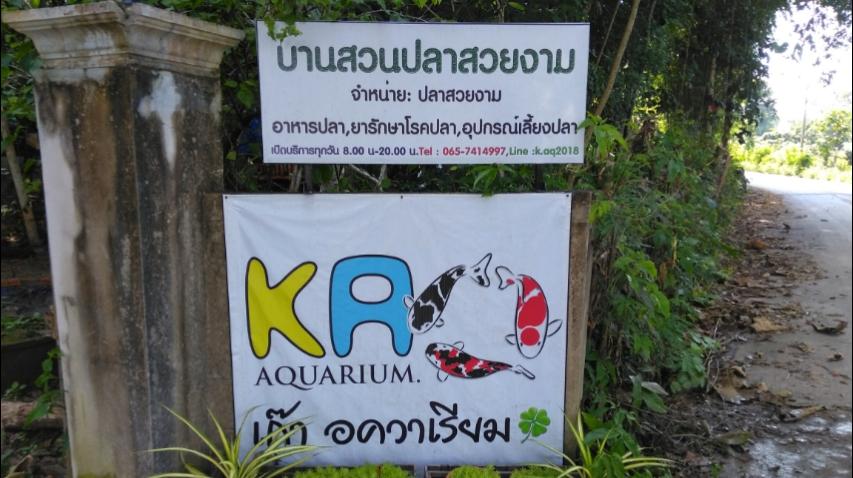 บ้านสวนปลาสวยงาม
จำหน่าย: ปลาสวยงาม
อาหารปลา,ยารักษาโรคปลา,อุปกรณ์เลี้ยงปลา
เปิดบริการทุกวัน 8.00 น-20.00 น.Tel : 065-7414997,Line :k.aq2018
KAO
AQUARIUM.
อควาเรียม